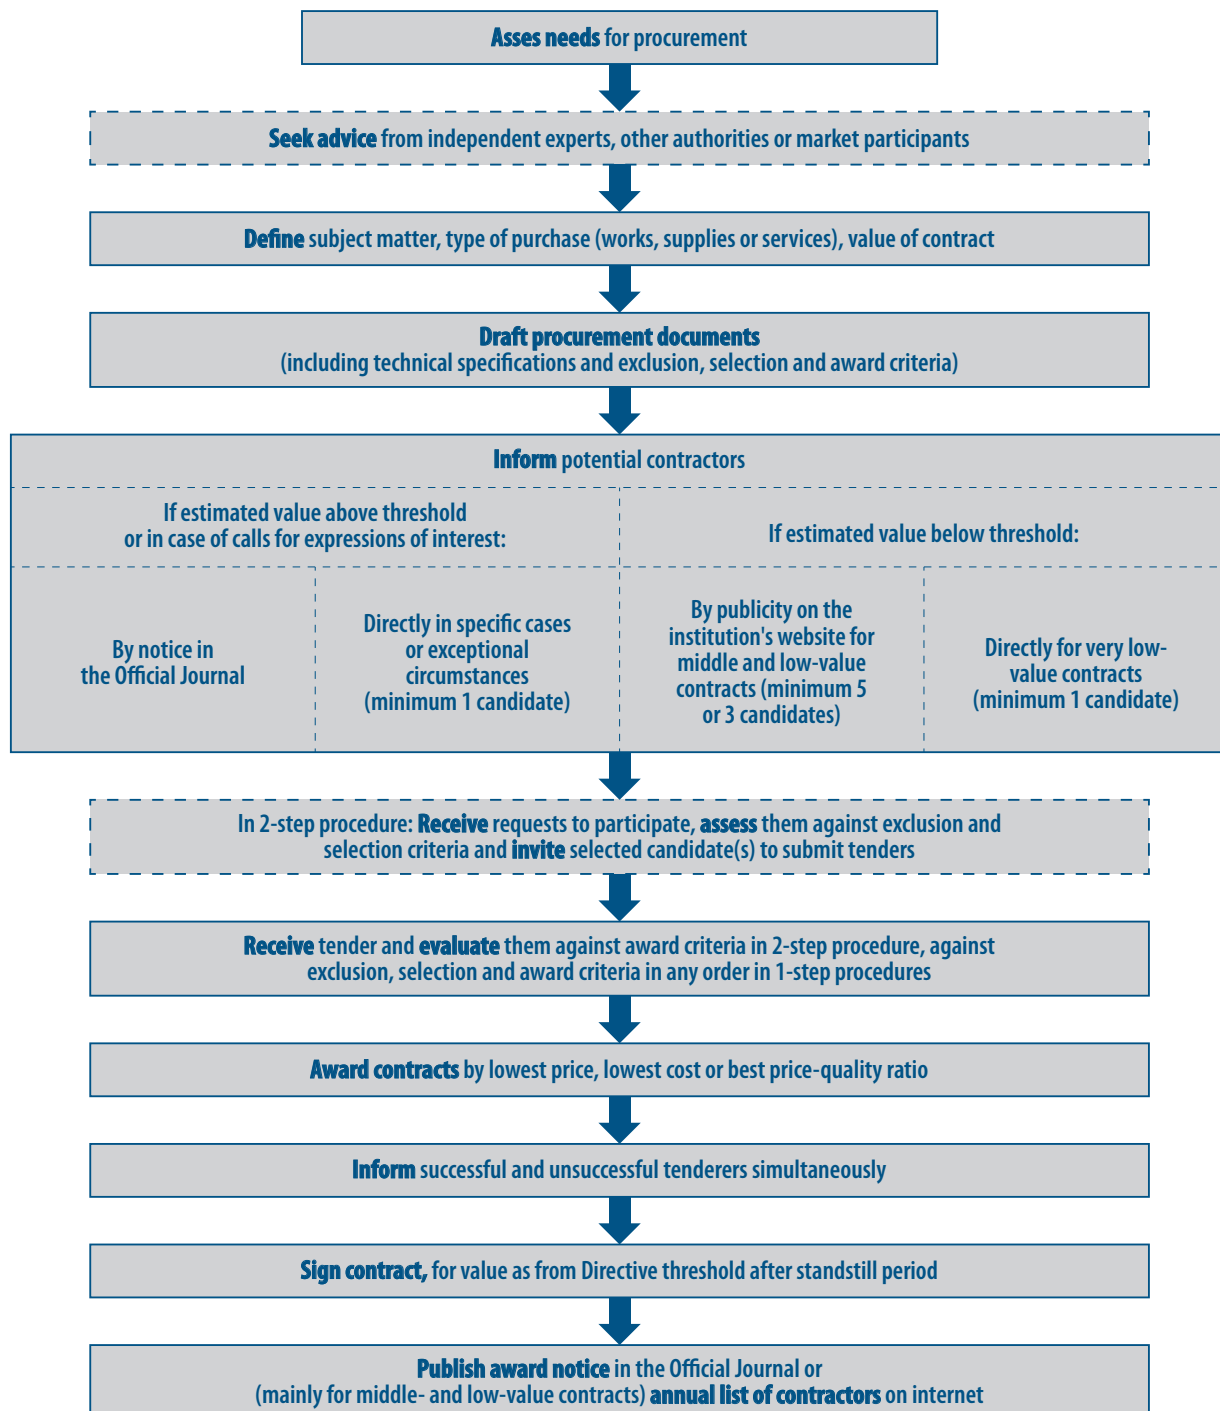 Asses needs for procurement
Seek advice from independent experts, other authorities or market participants
Define subject matter, type of purchase (works, supplies or services), value of contract
Draft procurement documents
(including technical specifications and exclusion, selection and award criteria)
Inform potential contractors
If estimated value above threshold
or in case of calls for expressions of interest:
If estimated value below threshold:
By notice in
the Official Journal
Directly in specific cases
or exceptional
circumstances
(minimum 1 candidate)
By publicity on the
institution's website for
middle and low-value
contracts (minimum 5
or 3 candidates)
Directly for very low-
value contracts
(minimum 1 candidate)
In 2-step procedure: Receive requests to participate, assess them against exclusion and
selection criteria and invite selected candidate(s) to submit tenders
Receive tender and evaluate them against award criteria in 2-step procedure, against
exclusion, selection and award criteria in any order in 1-step procedures
Award contracts by lowest price, lowest cost or best price-quality ratio
Inform successful and unsuccessful tenderers simultaneously
Sign contract, for value as from Directive threshold after standstill period
Publish award notice in the Official Journal or
(mainly for middle- and low-value contracts) annual list of contractors on internet